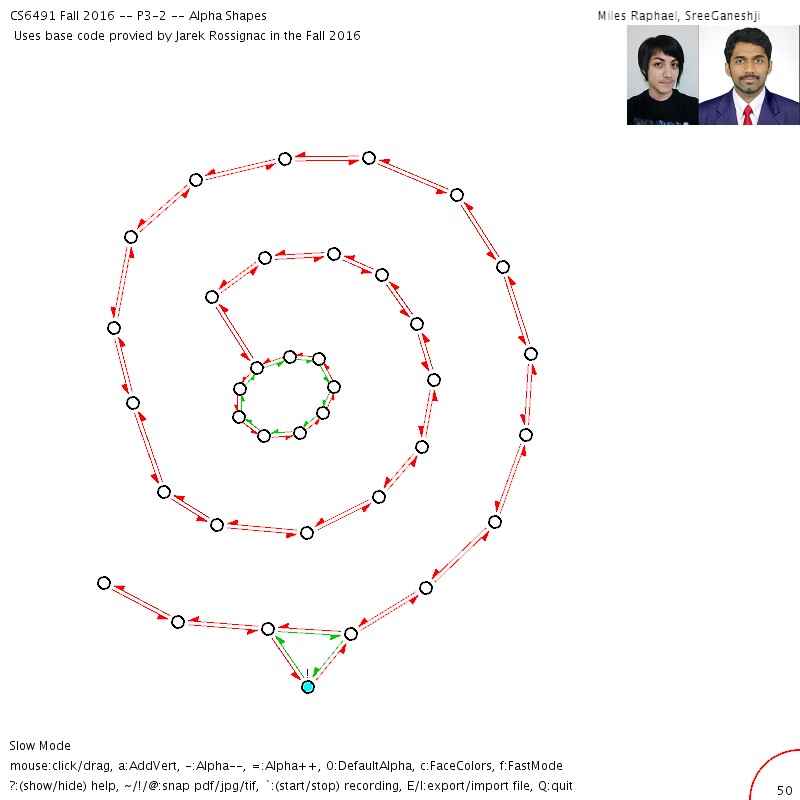 CS6491 Fall 2016 -- P3-2 -- Alpha Shapes
Miles Raphael, SreeGaneshji
Uses base code provied by Jarek Rossignac in the Fall 2016
!
Slow Mode
mouse:click/drag, a:AddVert, -:Alpha--, =:Alpha++, 0:DefaultAlpha, c:FaceColors, f:FastMode
?:(show/hide) help, ~/!/@:snap pdf/jpg/tif, `:(start/stop) recording, E/I:export/import file, Q:quit
50